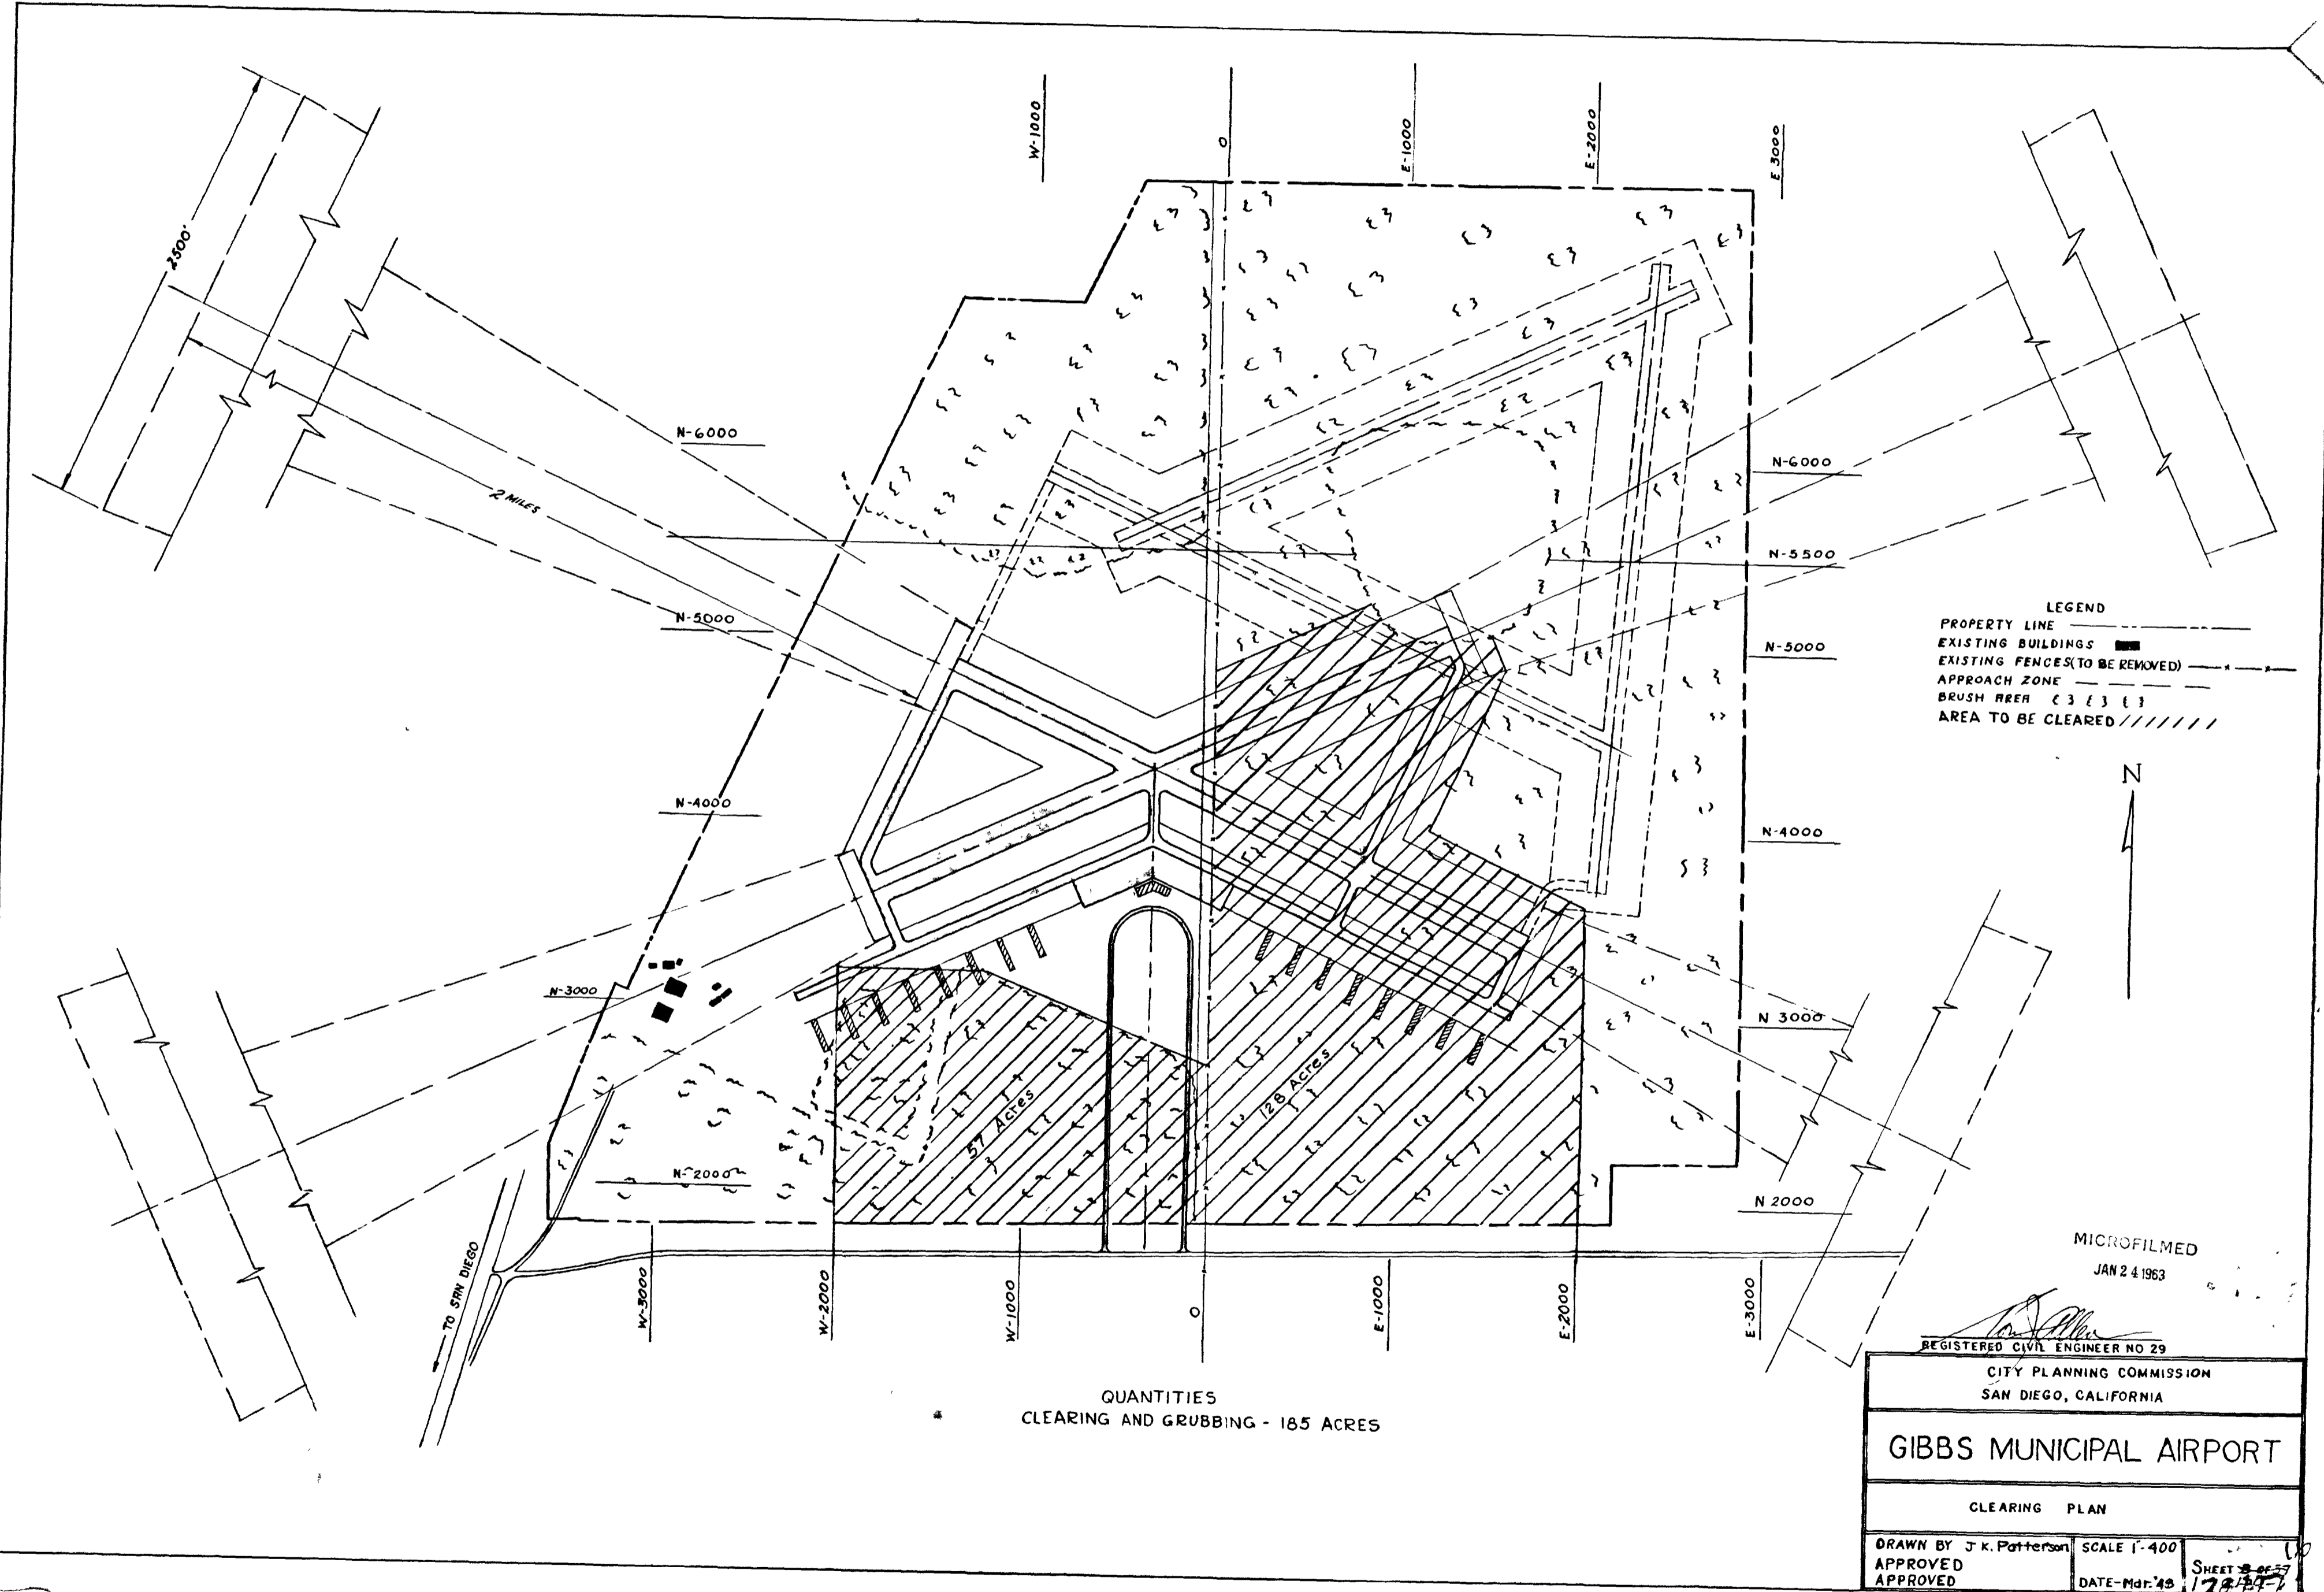 W-1000
0
E-1000
E-2000
E 3000
2500'
2 MILES
N-6000
N-5000
N-4000
N-3000
N-2000
N-6000
N-5500
N-5000
N-4000
N 3000
N 2000
LEGEND
PROPERTY LINE
EXISTING BUILDINGS
EXISTING FENCES(TO BE REMOVED)
APPROACH ZONE
BRUSH AREA
AREA TO BE CLEARED
N
57 Acres
128 Acres
TO SAN DIEGO
W-3000
W-2000
W-1000
0
E-1000
E-2000
E-3000
QUANTITIES
CLEARING AND GRUBBING - 185 ACRES
MICROFILMED
JAN 24 1963
REGISTERED CIVIL ENGINEER NO 29
CITY PLANNING COMMISSION
SAN DIEGO, CALIFORNIA
GIBBS MUNICIPAL AIRPORT
CLEARING PLAN
DRAWN BY J K. Patterson
APPROVED
APPROVED
SCALE 1"-400
DATE-Mar.'48
SHEET